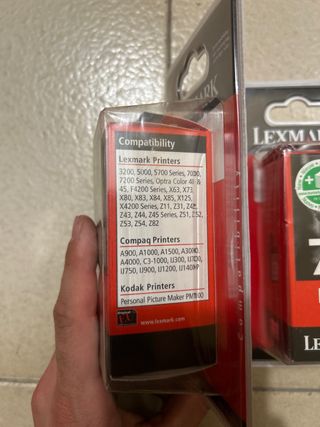 LEXMARK
Compatibility
Lexmark Printers
3200, 5000, 5700 Series, 7000,
7200 Series, Optra Color 40 &
45, F4200 Series, X63, X73,
X80, X83, X84, X85, X125,
X4200 Series, Z11, Z31, Z42,
Z43, Z44, Z45 Series, Z51, Z52,
Z53, Z54, Z82
Compaq Printers
A900, A1000, A1500, A3000,
A4000, C3-1000, IJ300, IJ700,
IJ750, IJ900, IJ1200, IJ1400
Kodak Printers
Personal Picture Maker PM100
www.lexmark.com
compatibility
LEXMARK